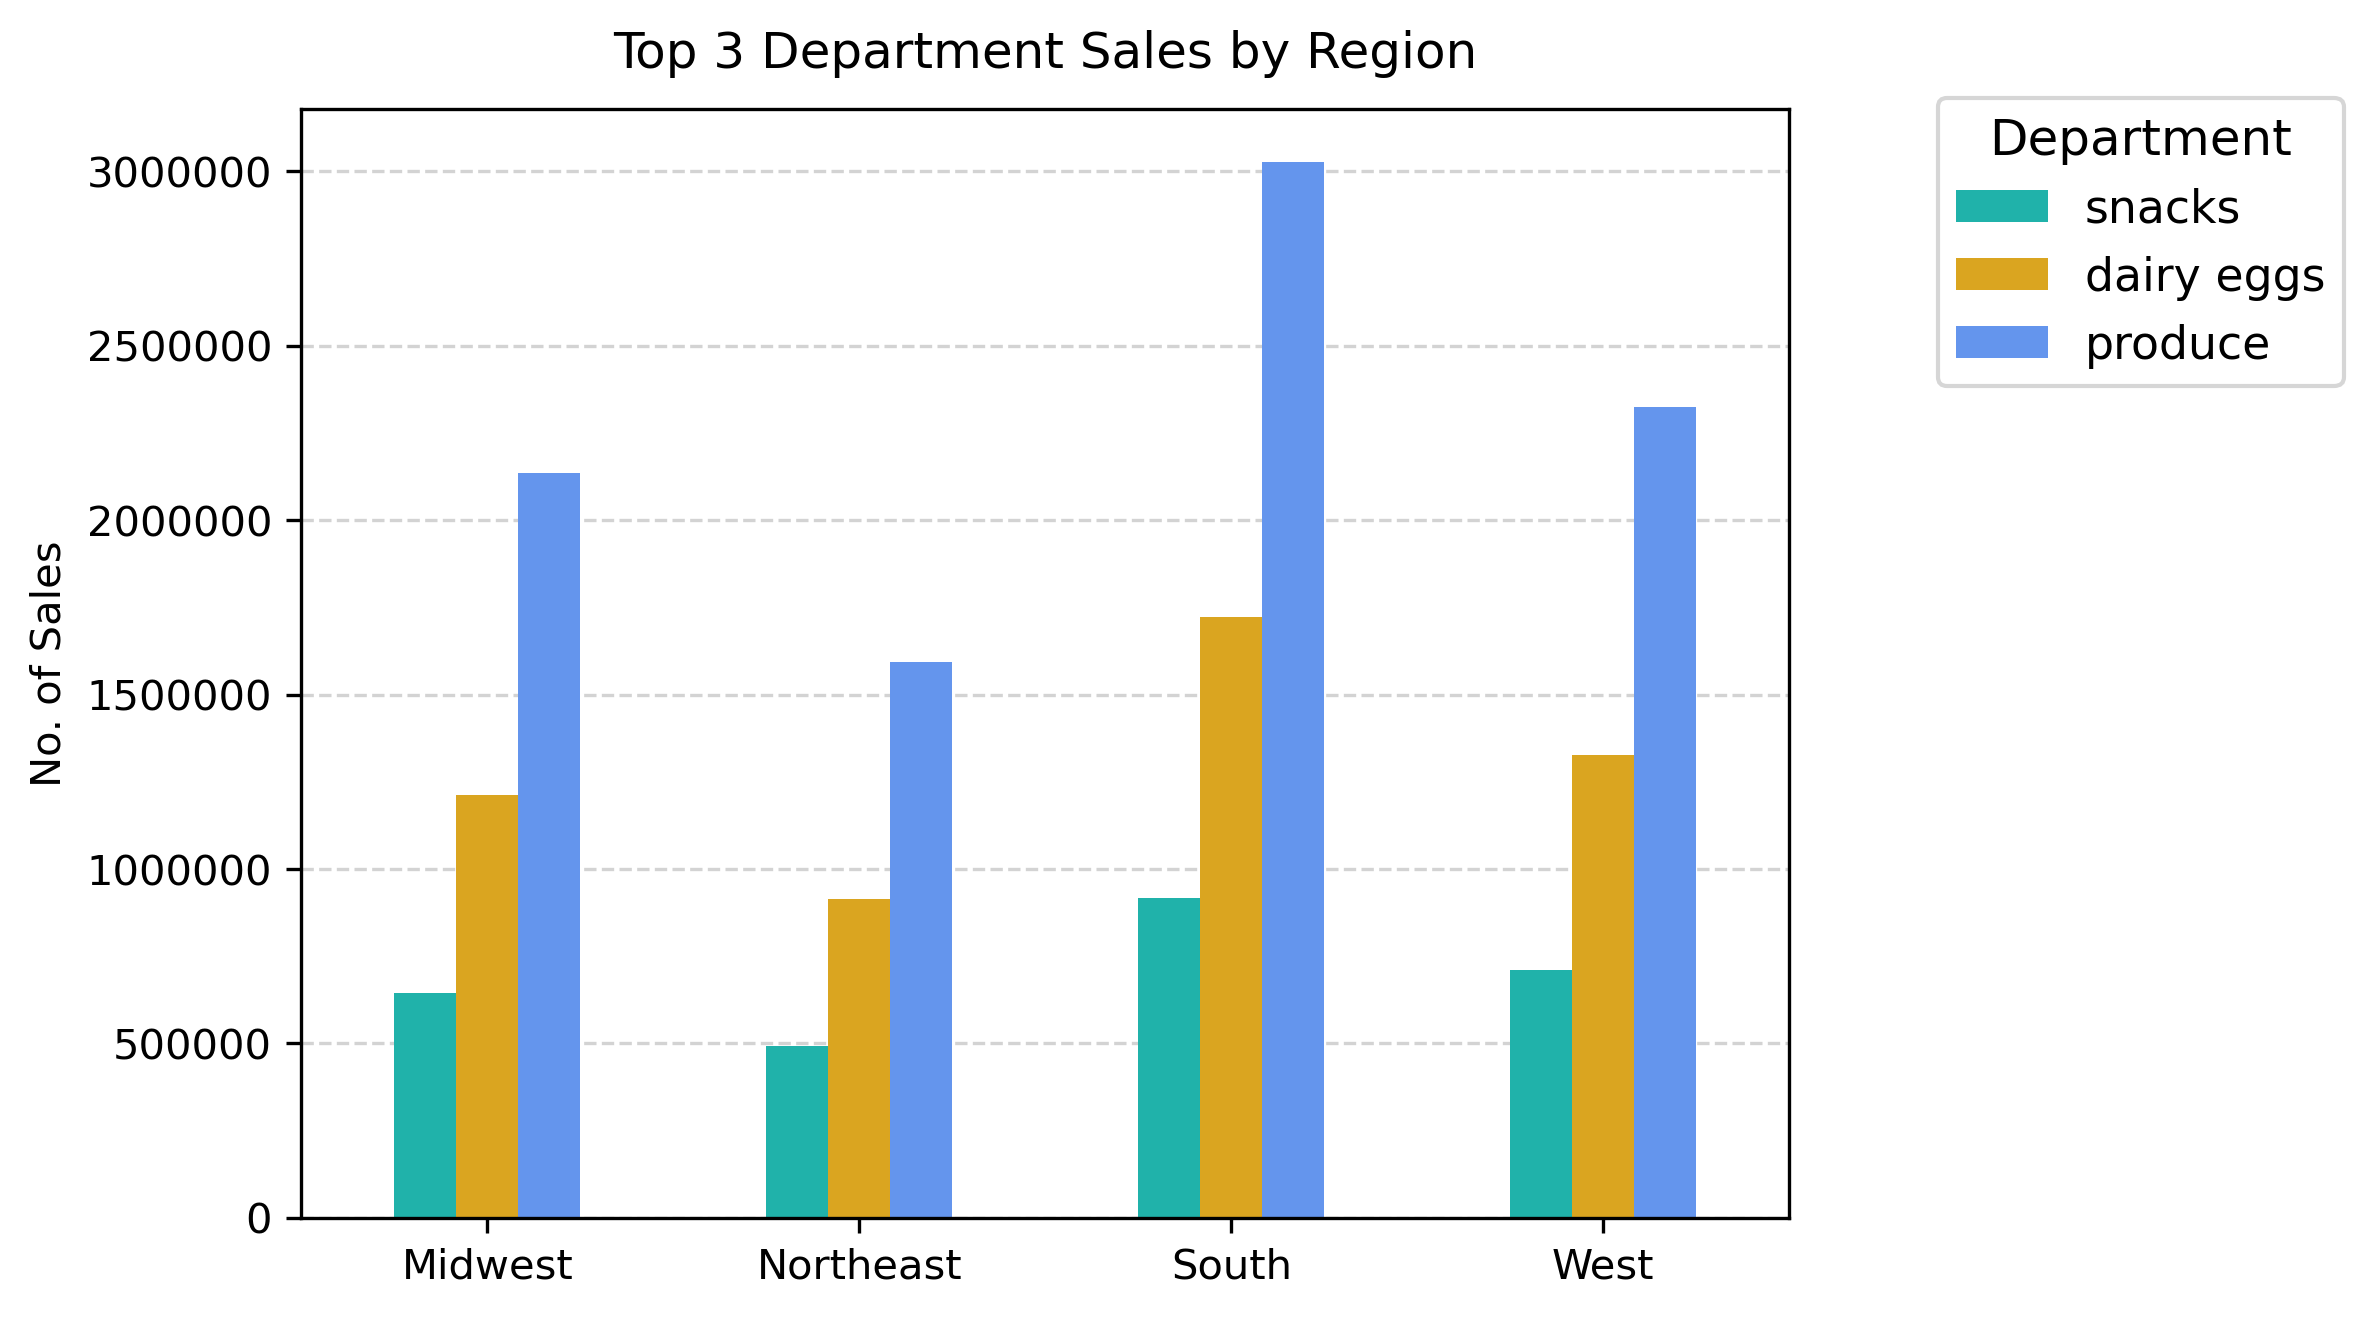 Top 3 Department Sales by Region
Department
snacks
dairy eggs
produce
No. of Sales
3000000
2500000
2000000
1500000
1000000
500000
0
Midwest
Northeast
South
West